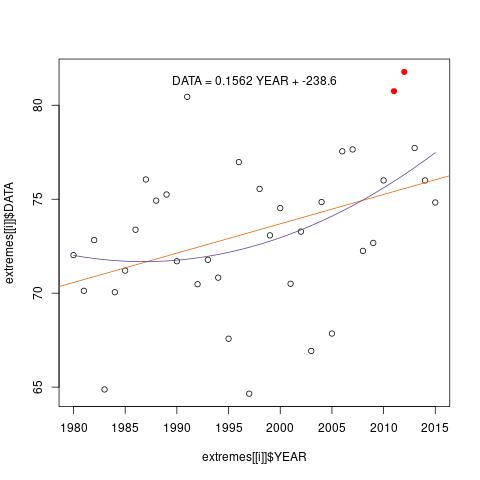 DATA = 0.1562 YEAR + -238.6
80
75
70
65
extremes[[i]]$DATA
1980 1985 1990 1995 2000 2005 2010 2015
extremes[[i]]$YEAR